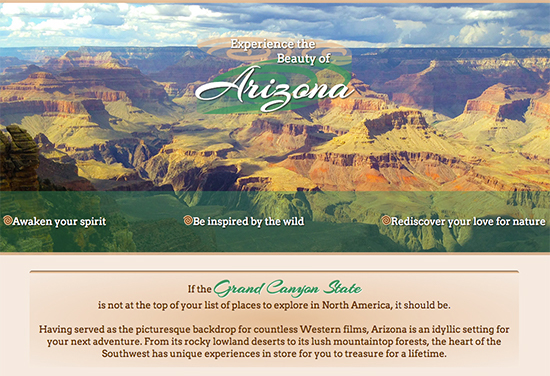 Experience the
Beauty of
Arizona
Awaken your spirit
Be inspired by the wild
Rediscover your love for nature
If the Grand Canyon State
is not at the top of your list of places to explore in North America, it should be.
Having served as the picturesque backdrop for countless Western films, Arizona is an idyllic setting for
your next adventure. From its rocky lowland deserts to its lush mountaintop forests, the heart of the
Southwest has unique experiences in store for you to treasure for a lifetime.